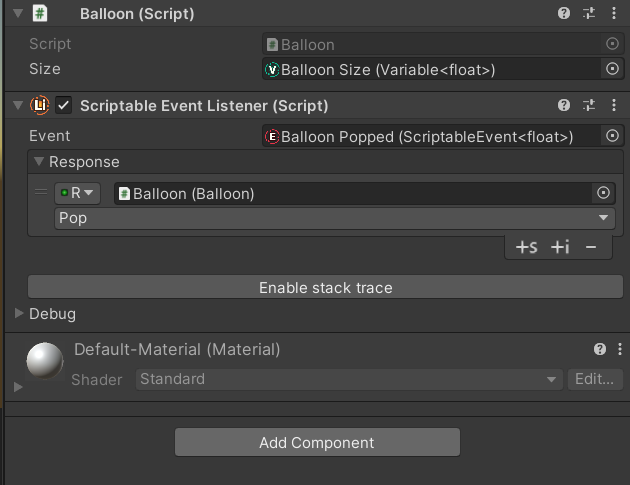 # Balloon (Script)
Script # Balloon
Size V Balloon Size (Variable<float>)
Li Scriptable Event Listener (Script)
Event E Balloon Popped (ScriptableEvent<float>)
Response
R # Balloon (Balloon)
Pop
+s +i −
Enable stack trace
Debug
Default-Material (Material)
Shader Standard Edit...
Add Component